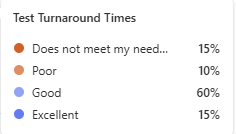 Test Turnaround Times
Does not meet my need... 15%
Poor 10%
Good 60%
Excellent 15%